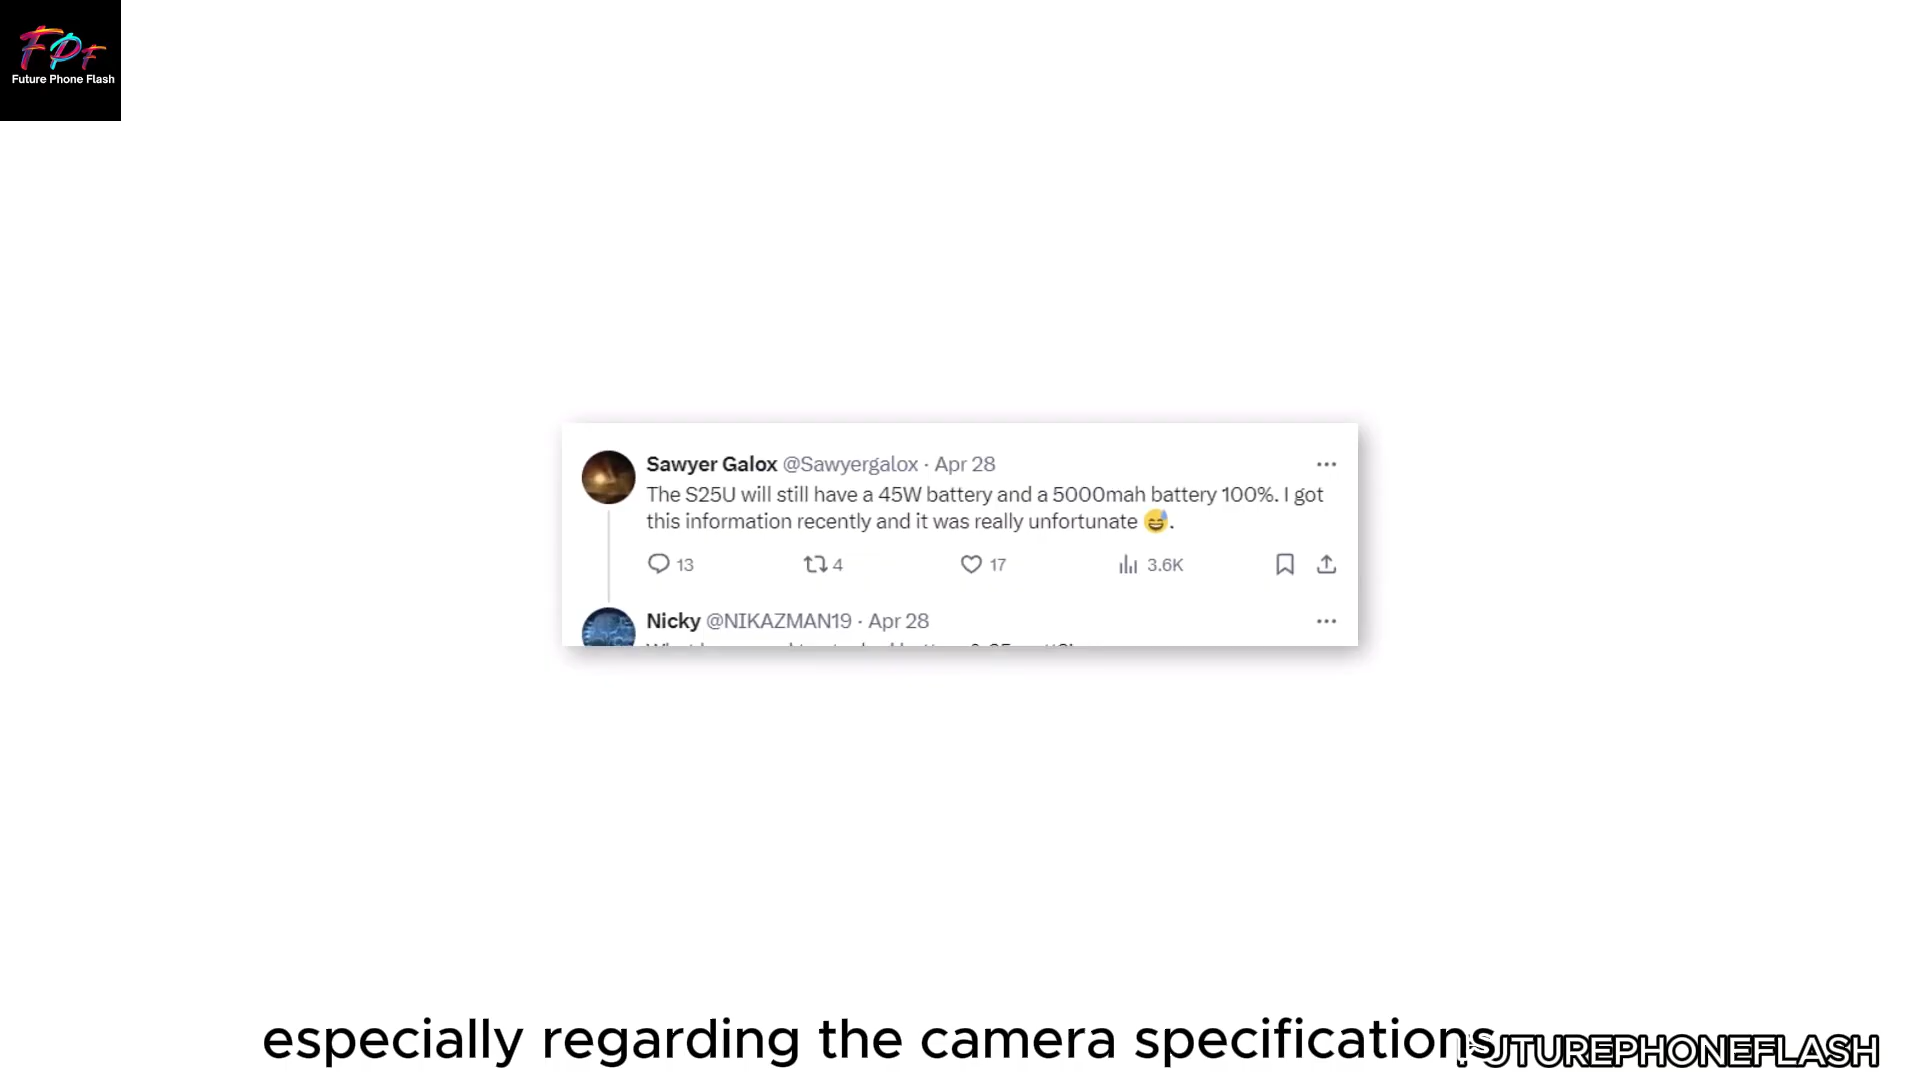 FPF
Future Phone Flash
Sawyer Galox @Sawyergalox · Apr 28
The S25U will still have a 45W battery and a 5000mah battery 100%. I got
this information recently and it was really unfortunate 😅.
13 4 17 3.6K
Nicky @NIKAZMAN19 · Apr 28
especially regarding the camera specifications
FUTUREPHONEFLASH